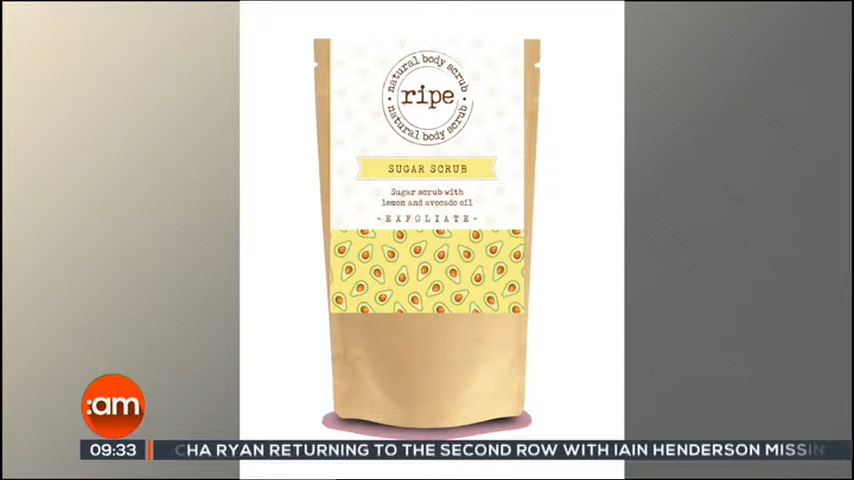 · natural body scrub ·
ripe
natural body scrub
SUGAR SCRUB
Sugar scrub with
lemon and avocado oil
-EXFOLIATE-
:am
09:33
CHA RYAN RETURNING TO THE SECOND ROW WITH IAIN HENDERSON MISSIN